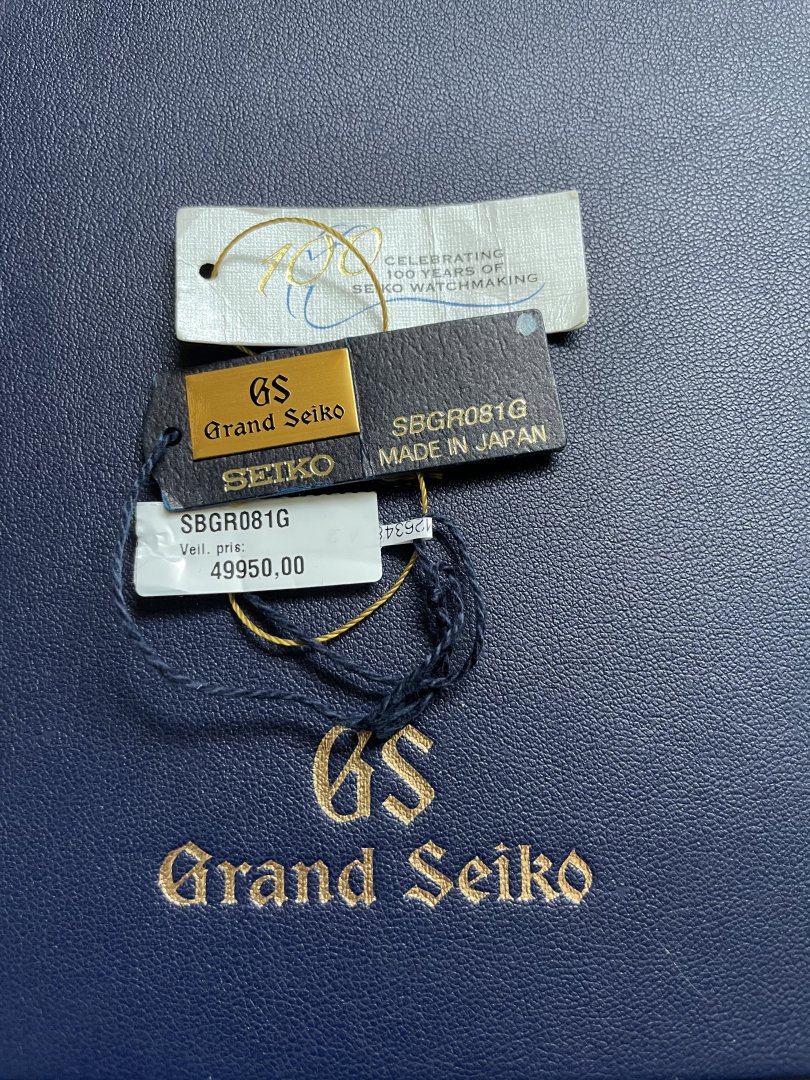 100
CELEBRATING
100 YEARS OF
SEIKO WATCHMAKING
GS
Grand Seiko
SEIKO
SBGR081G
MADE IN JAPAN
SBGR081G
Veil. pris:
49950,00
GS
Grand Seiko